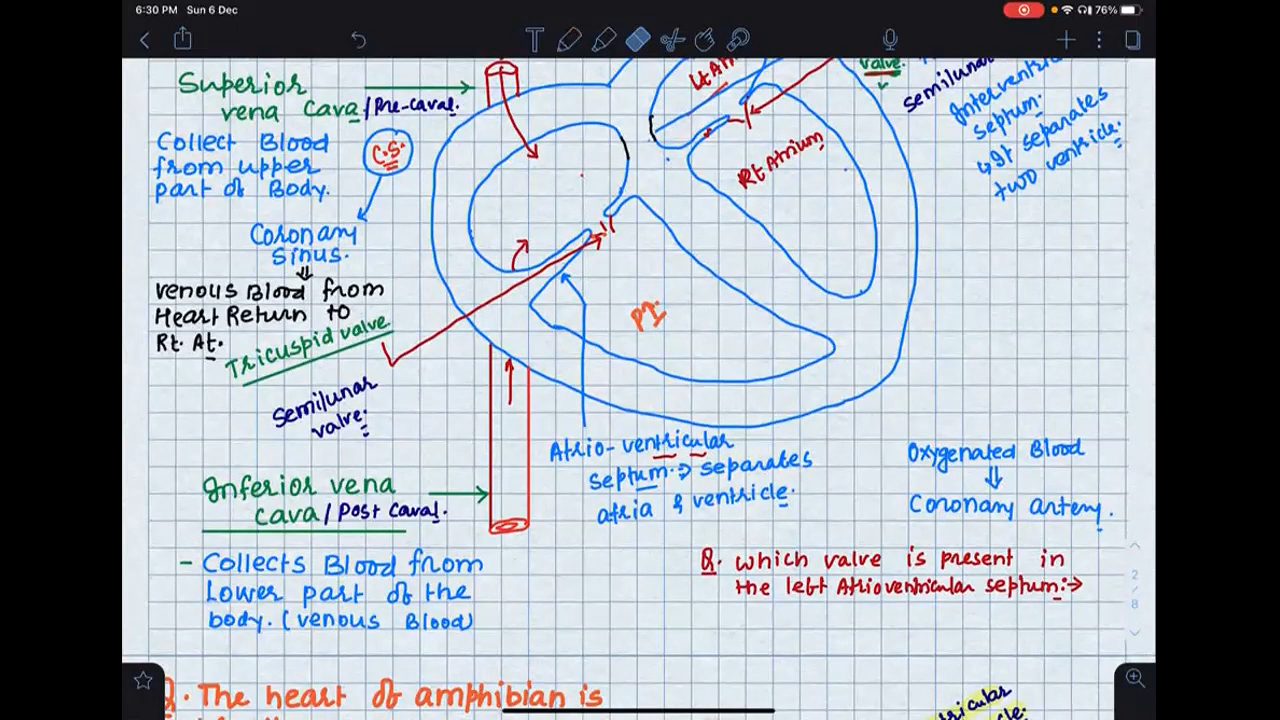 6:30 PM Sun 6 Dec
76%
Superior
vena cava/Pre-caval.
Collect Blood
from upper
part of Body.
C.S.
Coronary
Sinus.
⇓
venous Blood from
Heart Return to
Rt. At.
Tricuspid valve.
Semilunar
valve.
Inferior vena
cava/Post caval.
- Collects Blood from
Lower part of the
body. (venous Blood)
Lt
Rt Atrium
valve.
semilunar
septum.
↳It separates
two ventricle.
Atrio-ventricular
septum. ⇒ separates
atria & ventricle.
Oxygenated Blood
⇓
Coronary artery.
Q. which valve is present in
the left Atrioventricular septum:→
2
/
8
Q. The heart of amphibian is